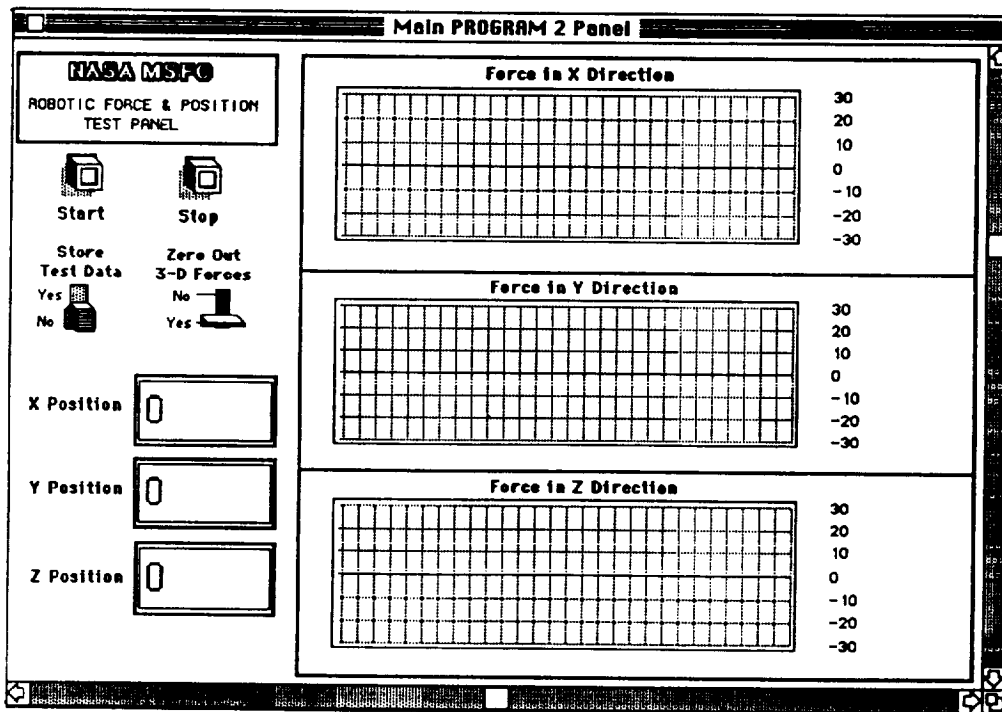 Main PROGRAM 2 Panel
NASA MSFC
ROBOTIC FORCE & POSITION
TEST PANEL
Start
Stop
Store
Test Data
Yes
No
Zero Out
3-D Forces
No
Yes
X Position
0
Y Position
0
Z Position
0
Force in X Direction
30
20
10
0
-10
-20
-30
Force in Y Direction
30
20
10
0
-10
-20
-30
Force in Z Direction
30
20
10
0
-10
-20
-30